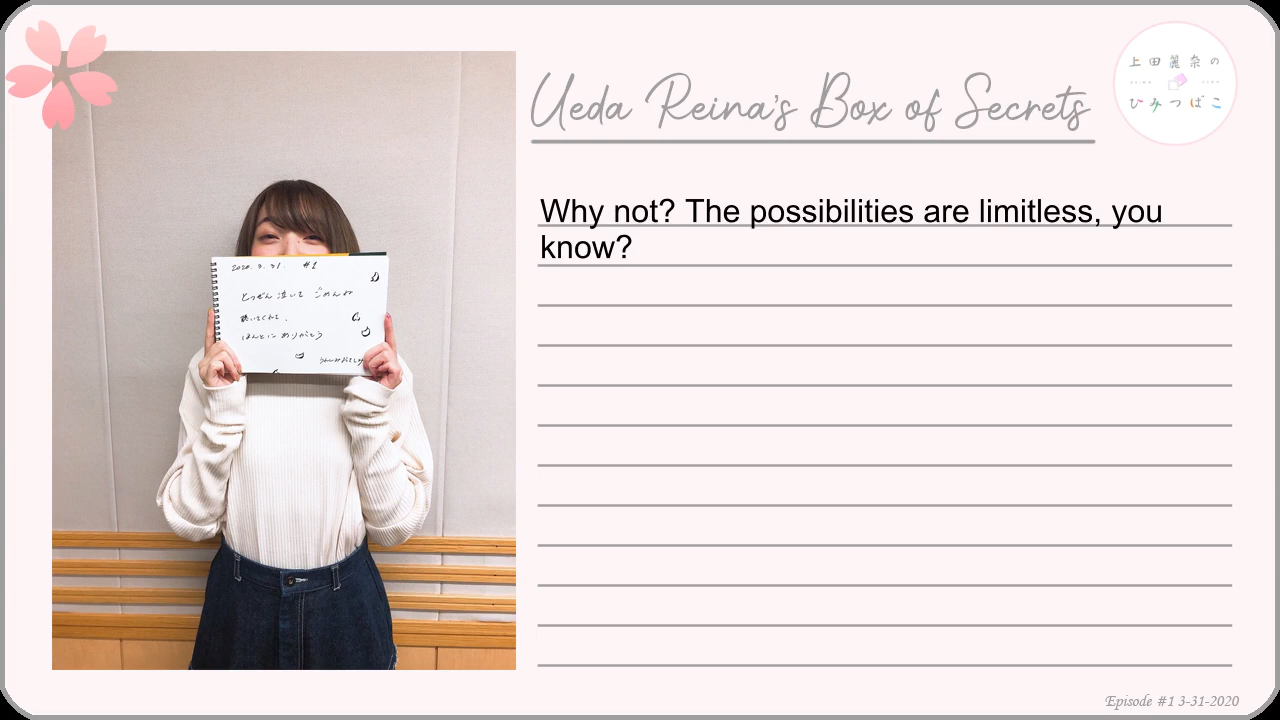 Ueda Reina's Box of Secrets
上田麗奈の
ひみつばこ
Why not? The possibilities are limitless, you
know?
2020. 3. 31. #1
とつぜん泣いて ごめんね
聴いてくれて、
ほんとに ありがとう
Episode #1 3-31-2020